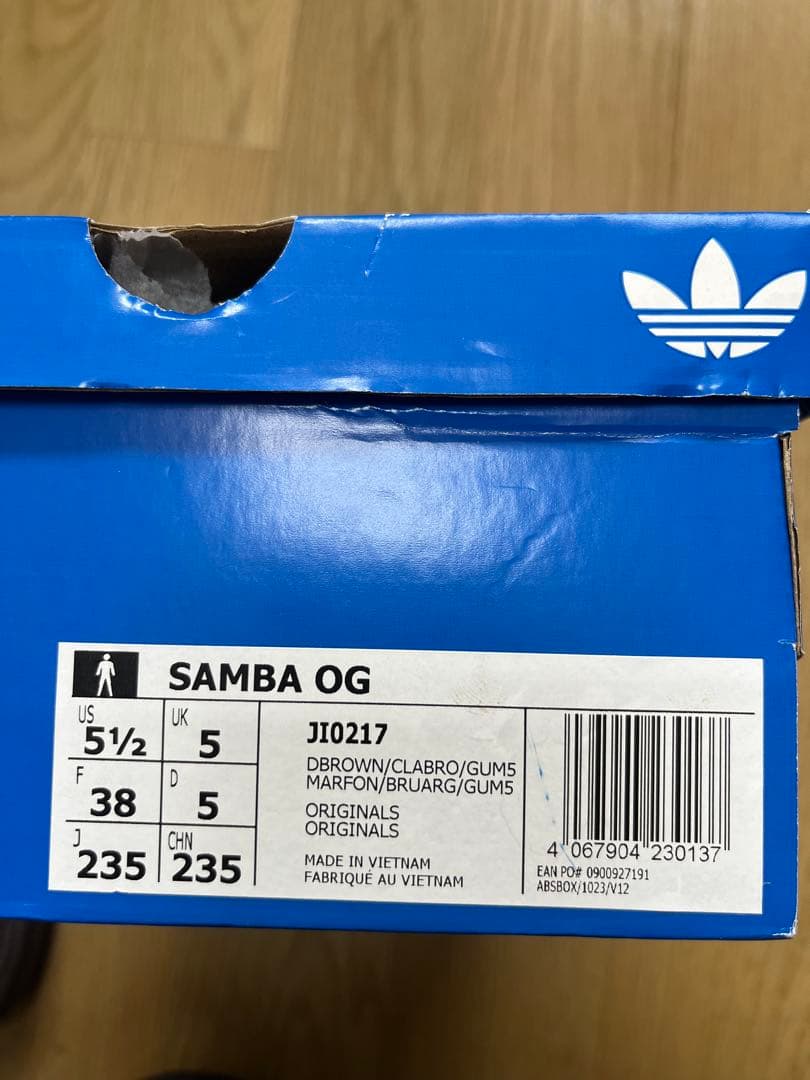 SAMBA OG
US
5½
UK
5
F
38
D
5
J
235
CHN
235
JI0217
DBROWN/CLABRO/GUM5
MARFON/BRUARG/GUM5
ORIGINALS
ORIGINALS
MADE IN VIETNAM
FABRIQUÉ AU VIETNAM
4 067904 230137
EAN PO# 0900927191
ABSBOX/1023/V12